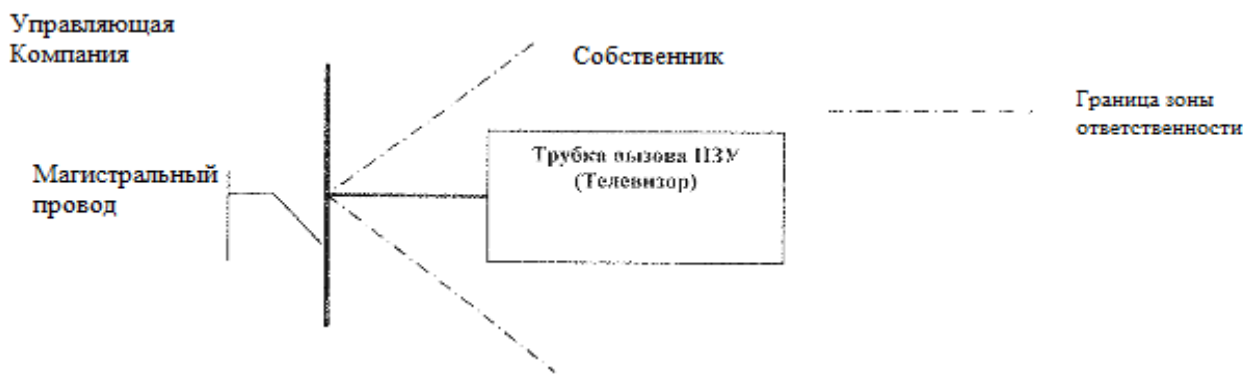 Управляющая
Компания
Собственник
Граница зоны
ответственности
Трубка вызова ПЗУ
(Телевизор)
Магистральный
провод